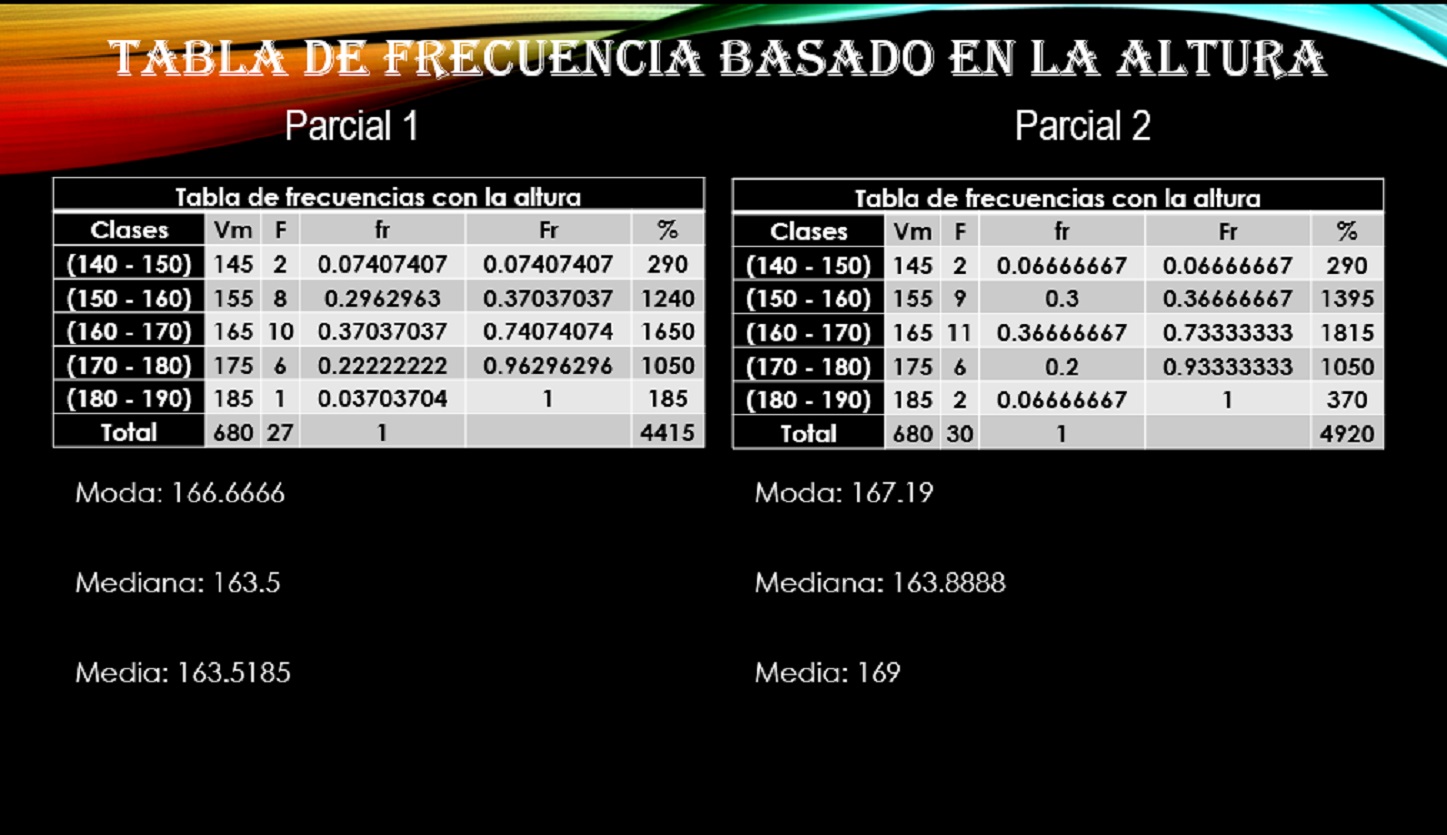 TABLA DE FRECUENCIA BASADO EN LA ALTURA
Parcial 1
Tabla de frecuencias con la altura
Clases Vm F fr Fr %
(140 - 150) 145 2 0.07407407 0.07407407 290
(150 - 160) 155 8 0.2962963 0.37037037 1240
(160 - 170) 165 10 0.37037037 0.74074074 1650
(170 - 180) 175 6 0.22222222 0.96296296 1050
(180 - 190) 185 1 0.03703704 1 185
Total 680 27 1 4415
Moda: 166.6666
Mediana: 163.5
Media: 163.5185
Parcial 2
Tabla de frecuencias con la altura
Clases Vm F fr Fr %
(140 - 150) 145 2 0.06666667 0.06666667 290
(150 - 160) 155 9 0.3 0.36666667 1395
(160 - 170) 165 11 0.36666667 0.73333333 1815
(170 - 180) 175 6 0.2 0.93333333 1050
(180 - 190) 185 2 0.06666667 1 370
Total 680 30 1 4920
Moda: 167.19
Mediana: 163.8888
Media: 169